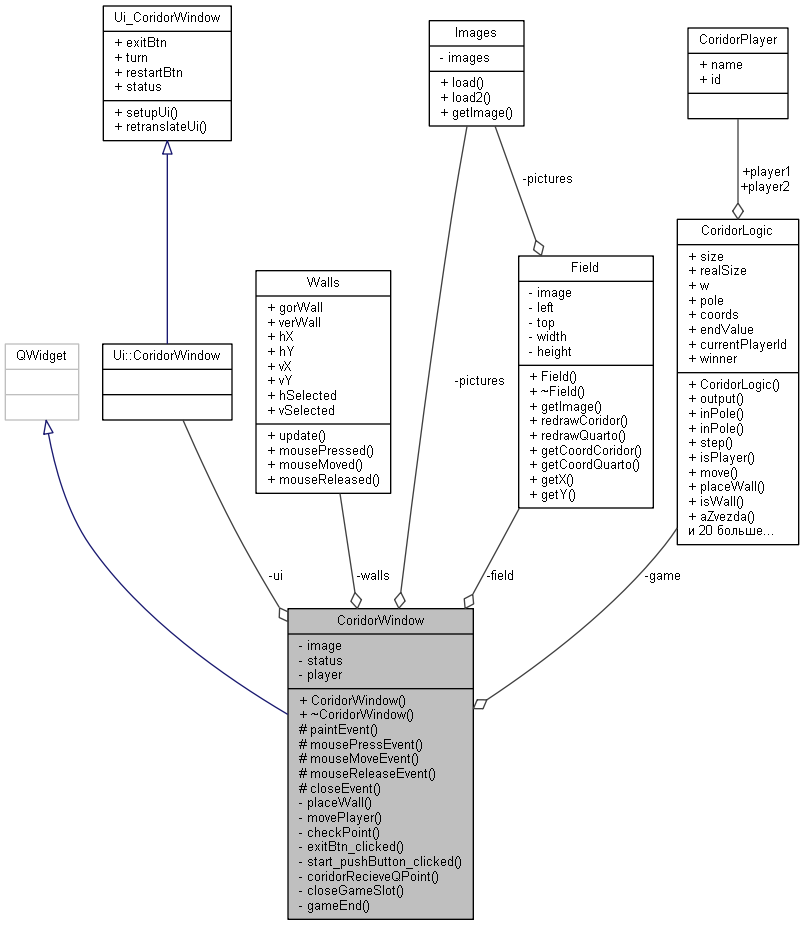 Ui_CoridorWindow
+ exitBtn
+ turn
+ restartBtn
+ status
+ setupUi()
+ retranslateUi()
Images
- images
+ load()
+ load2()
+ getImage()
CoridorPlayer
+ name
+ id
-pictures
+player1
+player2
QWidget
Ui::CoridorWindow
Walls
+ gorWall
+ verWall
+ hX
+ hY
+ vX
+ vY
+ hSelected
+ vSelected
+ update()
+ mousePressed()
+ mouseMoved()
+ mouseReleased()
-pictures
Field
- image
- left
- top
- width
- height
+ Field()
+ ~Field()
+ getImage()
+ redrawCoridor()
+ redrawQuarto()
+ getCoordCoridor()
+ getCoordQuarto()
+ getX()
+ getY()
CoridorLogic
+ size
+ realSize
+ w
+ pole
+ coords
+ endValue
+ currentPlayerId
+ winner
+ CoridorLogic()
+ output()
+ inPole()
+ inPole()
+ step()
+ isPlayer()
+ move()
+ placeWall()
+ isWall()
+ aZvezda()
и 20 больше...
-ui
-walls
-field
-game
CoridorWindow
- image
- status
- player
+ CoridorWindow()
+ ~CoridorWindow()
# paintEvent()
# mousePressEvent()
# mouseMoveEvent()
# mouseReleaseEvent()
# closeEvent()
- placeWall()
- movePlayer()
- checkPoint()
- exitBtn_clicked()
- start_pushButton_clicked()
- coridorRecieveQPoint()
- closeGameSlot()
- gameEnd()